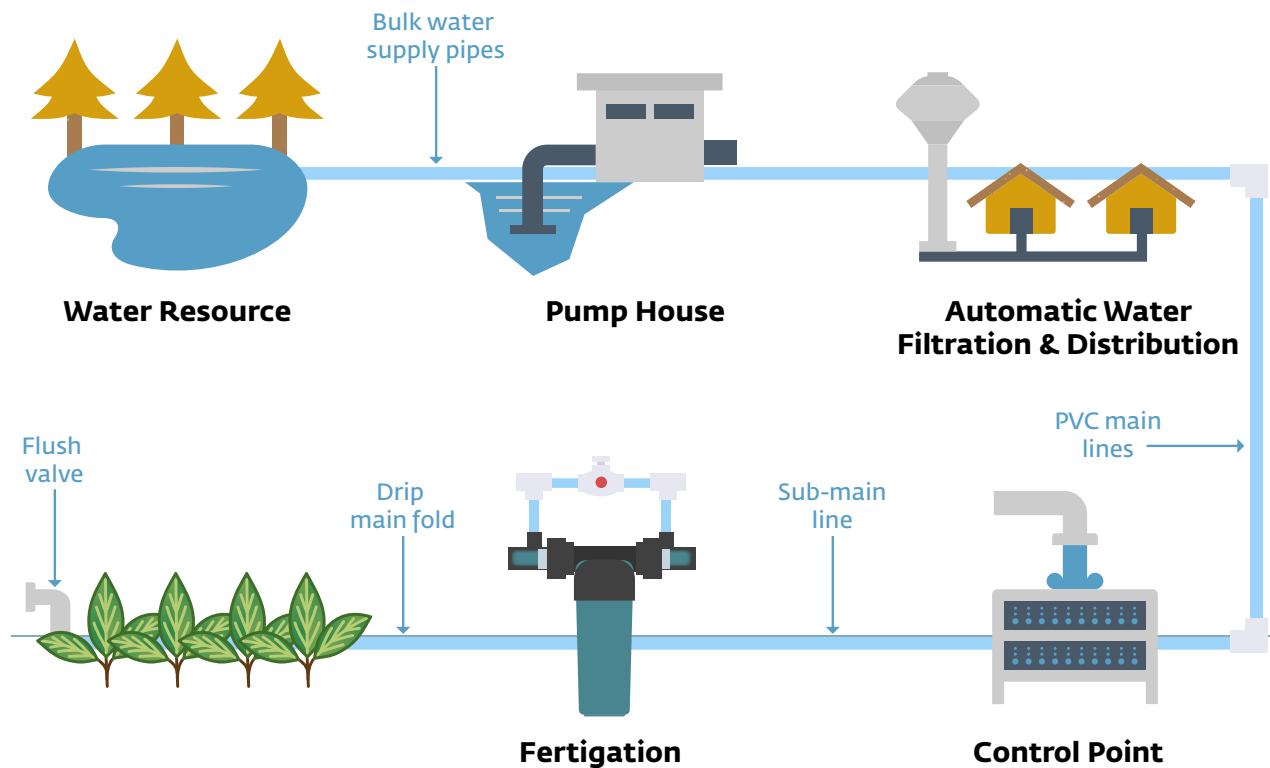 Bulk water
supply pipes
Water Resource
Pump House
Automatic Water
Filtration & Distribution
PVC main
lines
Flush
valve
Drip
main fold
Sub-main
line
Fertigation
Control Point